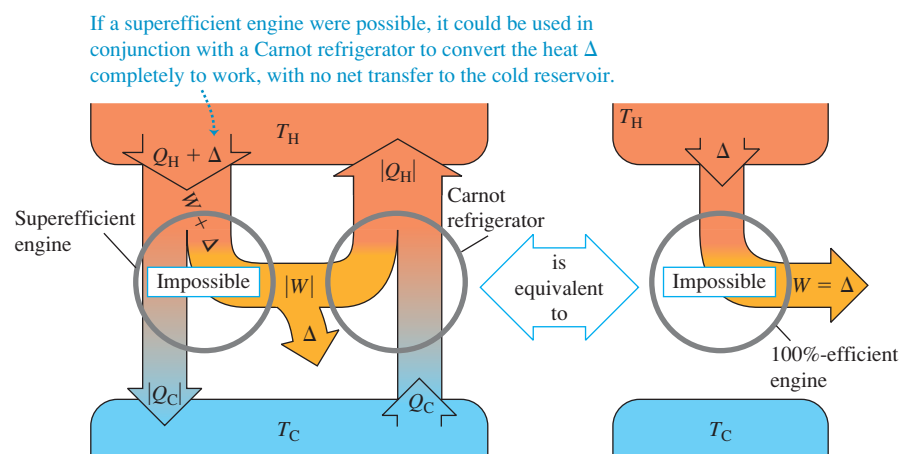 If a superefficient engine were possible, it could be used in
conjunction with a Carnot refrigerator to convert the heat Δ
completely to work, with no net transfer to the cold reservoir.
T_H
Q_H + Δ
|Q_H|
W + Δ
Superefficient
engine
Carnot
refrigerator
Impossible
|W|
Δ
|Q_C|
Q_C
T_C
is
equivalent
to
T_H
Δ
Impossible
W = Δ
100%-efficient
engine
T_C